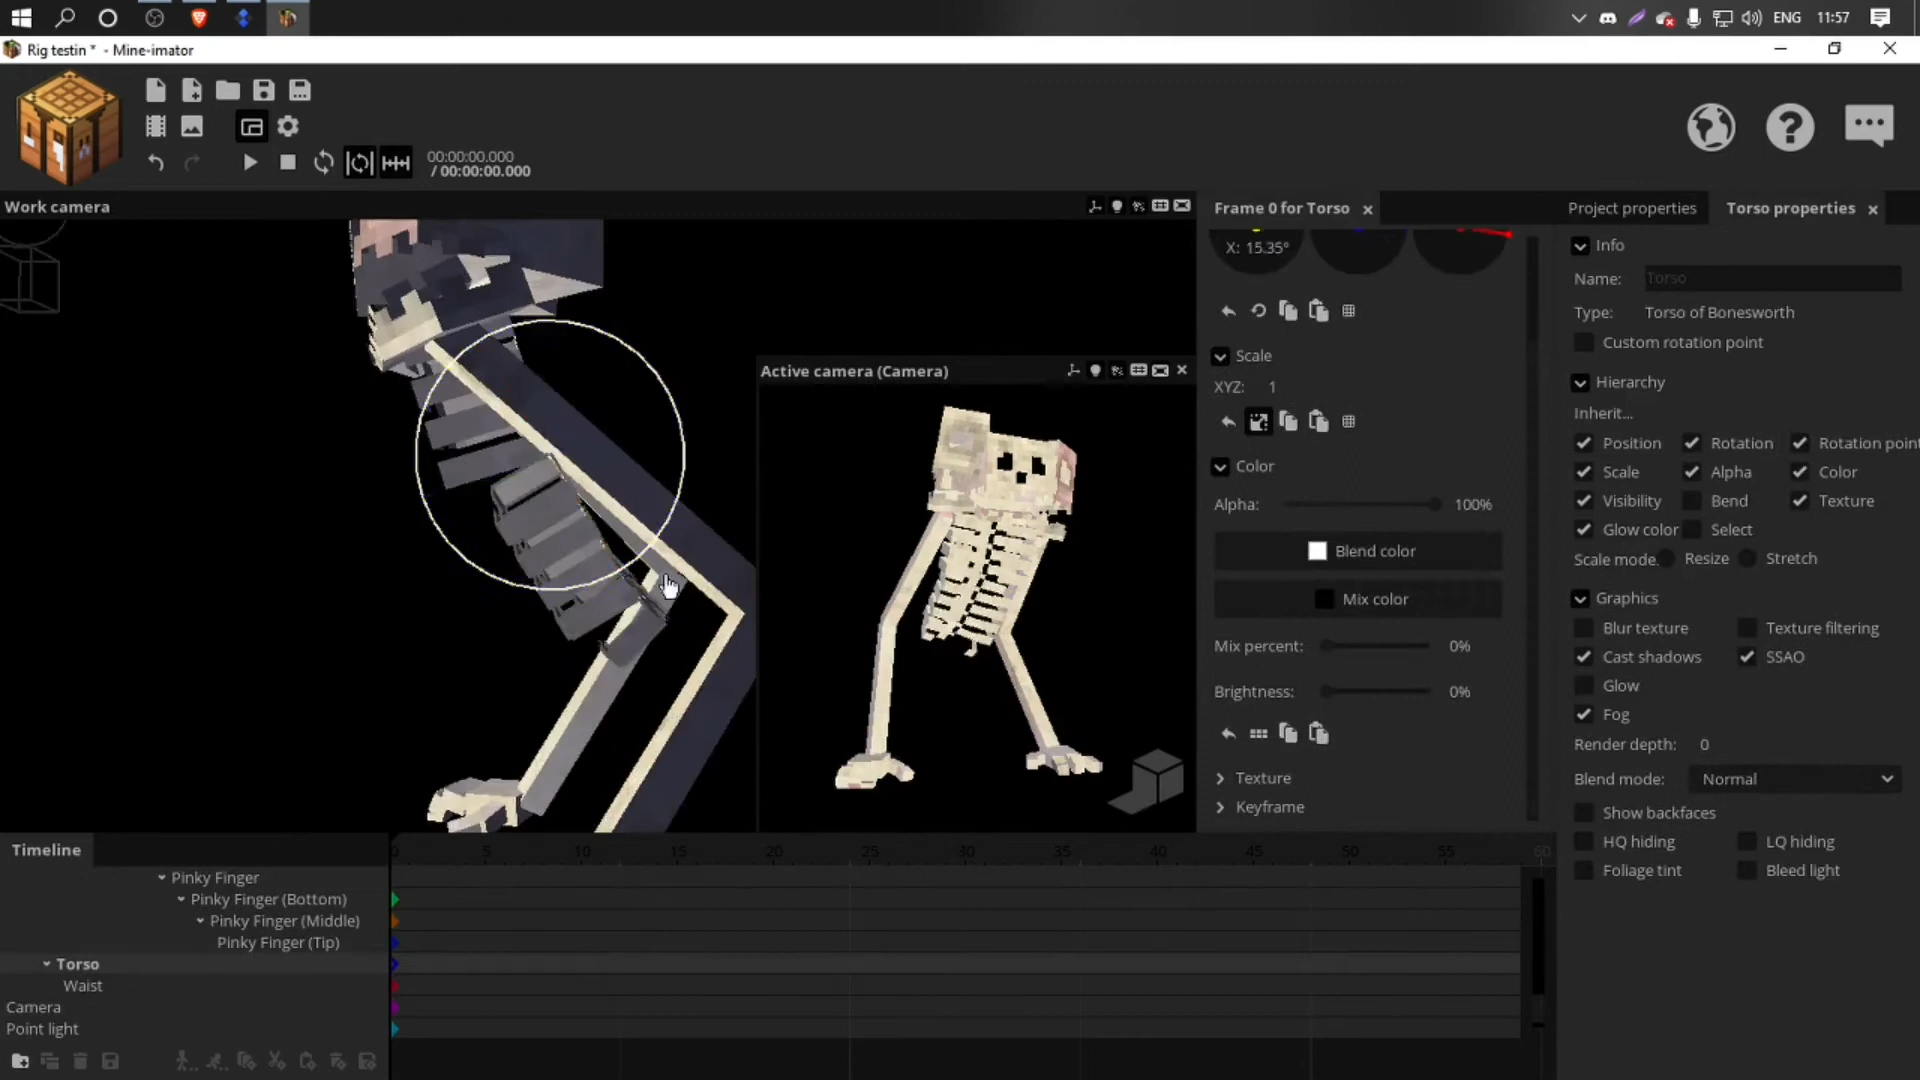 ENG 11:57
Rig testin * - Mine-imator
00:00:00.000
/ 00:00:00.000
Work camera
Frame 0 for Torso
Project properties
Torso properties
X: 15.35°
Info
Name: Torso
Type: Torso of Bonesworth
Custom rotation point
Scale
Active camera (Camera)
XYZ: 1
Hierarchy
Inherit...
Position Rotation Rotation point
Color
Scale Alpha Color
Alpha: 100%
Visibility Bend Texture
Glow color Select
Blend color
Scale mode: Resize Stretch
Mix color
Graphics
Blur texture Texture filtering
Mix percent: 0%
Cast shadows SSAO
Glow
Brightness: 0%
Fog
Render depth: 0
Texture
Blend mode: Normal
Keyframe
Show backfaces
HQ hiding LQ hiding
Foliage tint Bleed light
Timeline
0 5 10 15 20 25 30 35 40 45 50 55 60
Pinky Finger
Pinky Finger (Bottom)
Pinky Finger (Middle)
Pinky Finger (Tip)
Torso
Waist
Camera
Point light